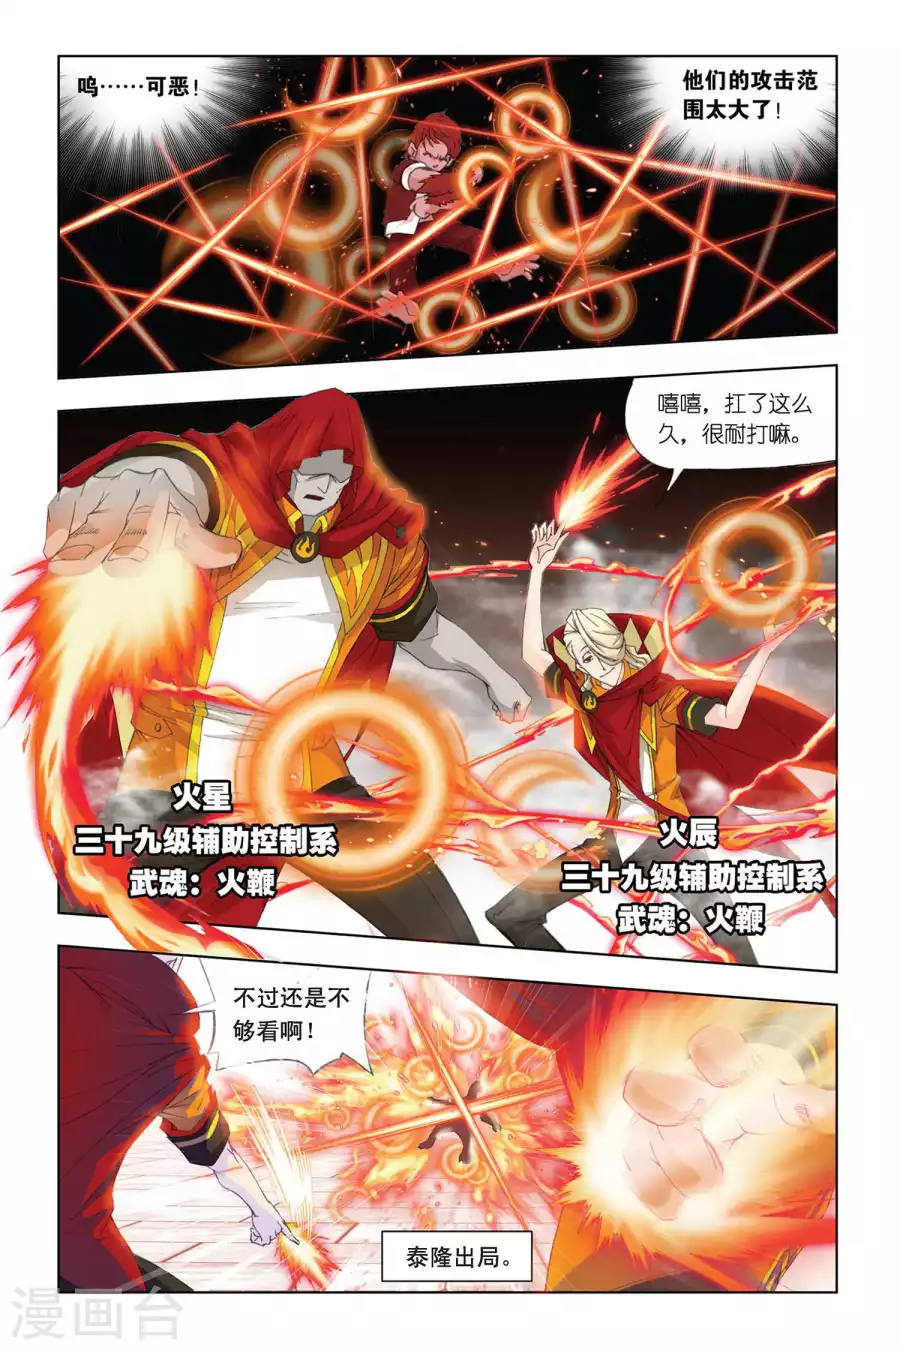 呜……可恶！
他们的攻击范
围太大了！
嘻嘻，扛了这么
久，很耐打嘛。
火星
三十九级辅助控制系
武魂：火鞭
火辰
三十九级辅助控制系
武魂：火鞭
不过还是不
够看啊！
泰隆出局。
漫画台